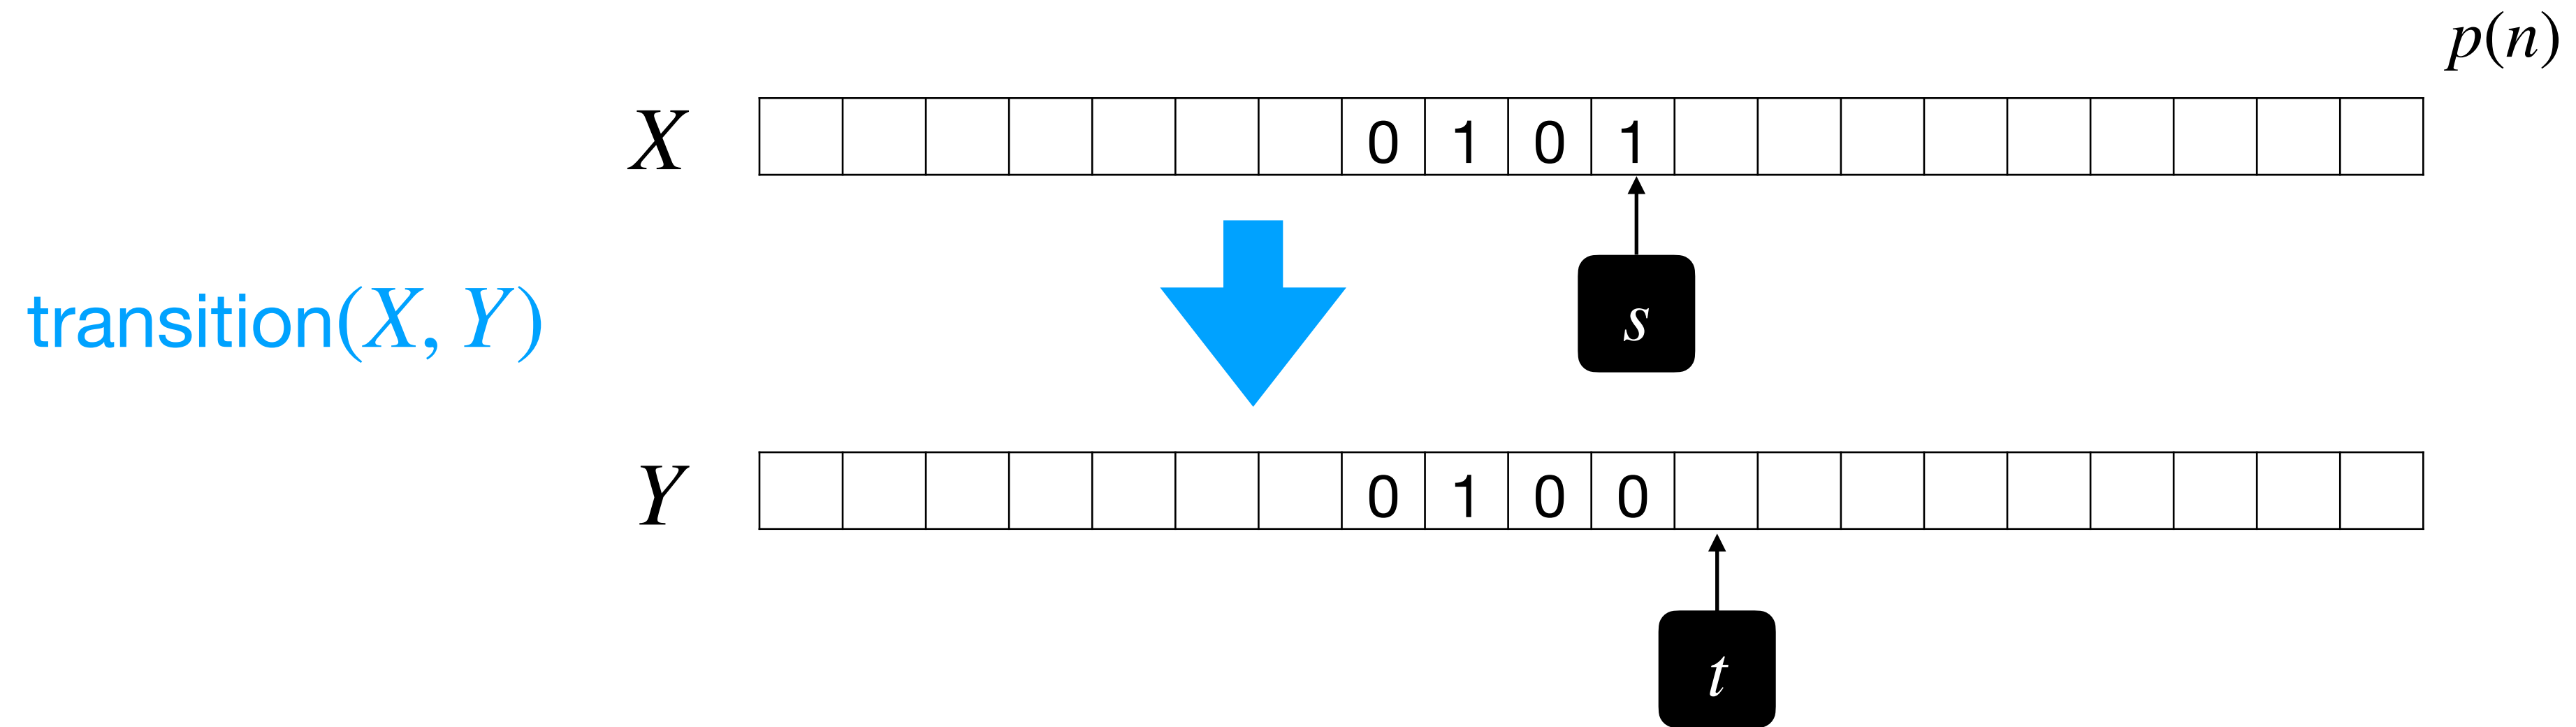 p(n)
X 0 1 0 1
s
transition(X, Y)
Y 0 1 0 0
t